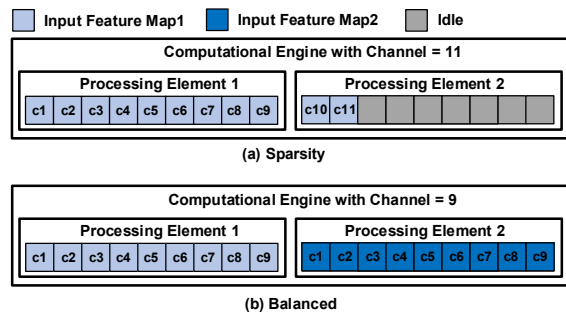 Input Feature Map1 Input Feature Map2 Idle
Computational Engine with Channel = 11
Processing Element 1 Processing Element 2
c1 c2 c3 c4 c5 c6 c7 c8 c9 c10 c11
(a) Sparsity
Computational Engine with Channel = 9
Processing Element 1 Processing Element 2
c1 c2 c3 c4 c5 c6 c7 c8 c9 c1 c2 c3 c4 c5 c6 c7 c8 c9
(b) Balanced